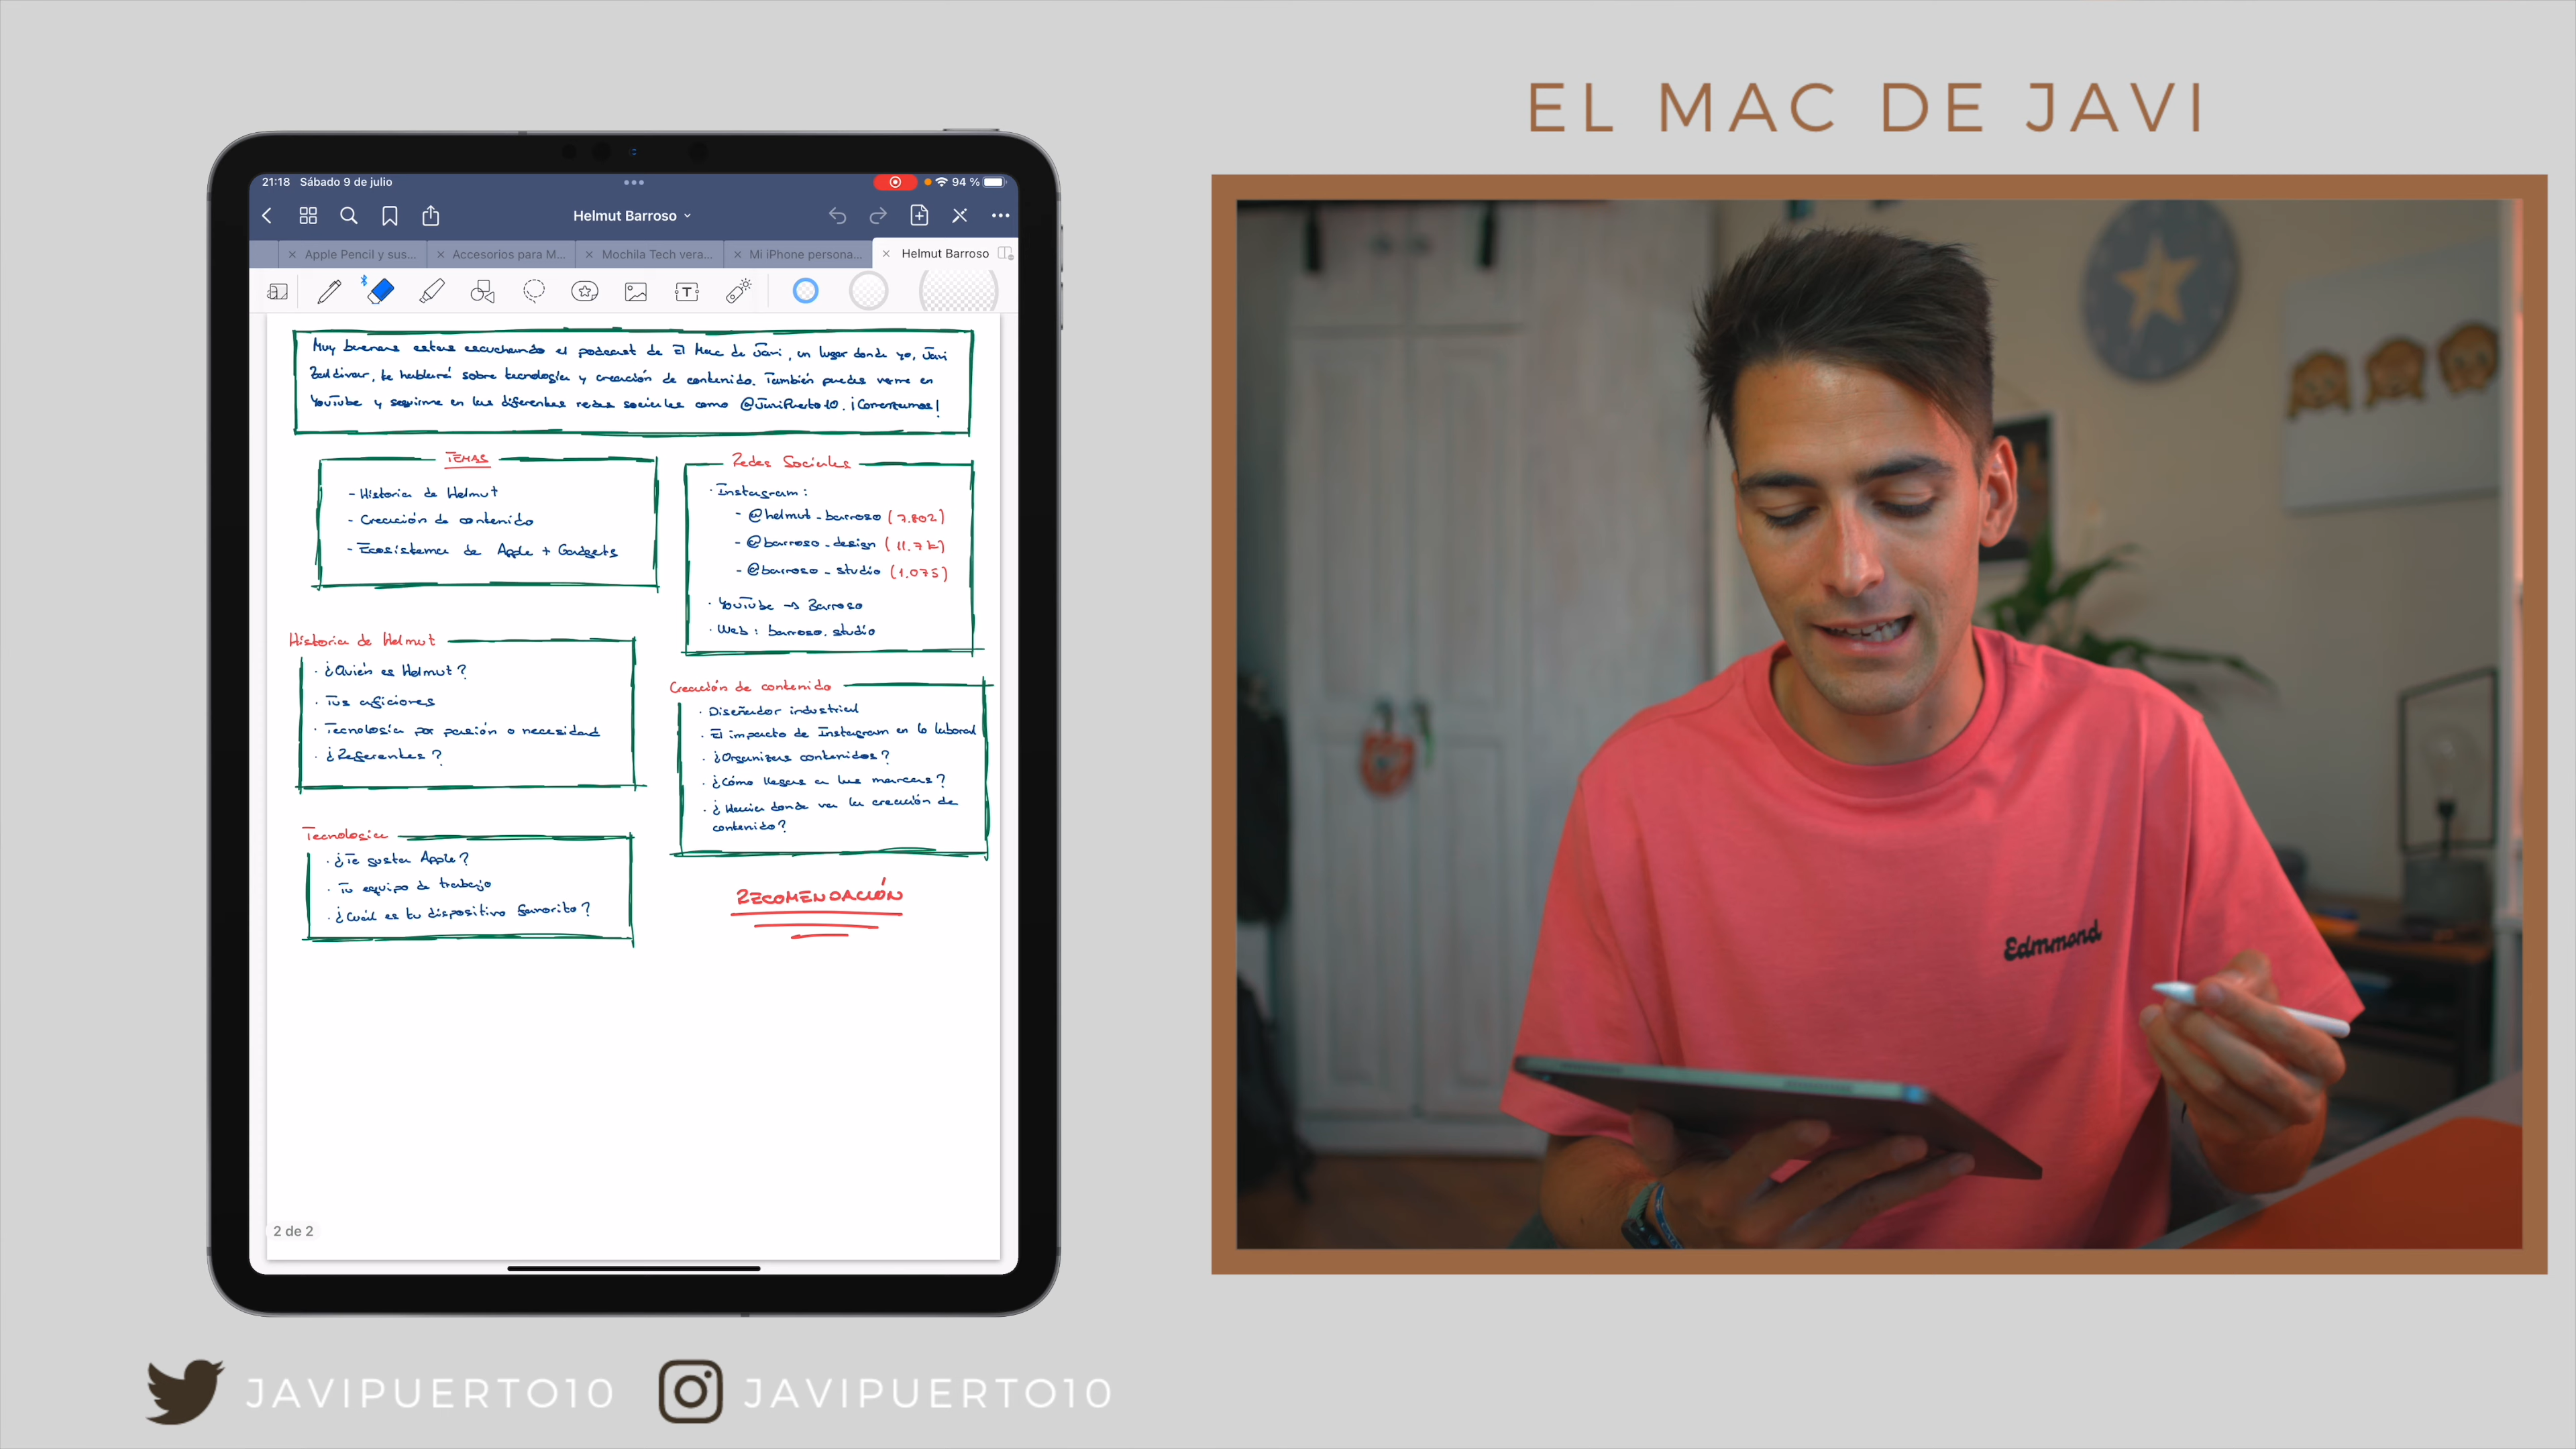 EL MAC DE JAVI
21:18 Sábado 9 de julio
94 %
Helmut Barroso
Apple Pencil y sus...
Accesorios para M...
Mochila Tech vera...
Mi iPhone persona...
Helmut Barroso
Muy buenas estas escuchando el podcast de El Mac de Javi, un lugar donde yo, Javi
Zaldivar, te hablaré sobre tecnología y creación de contenido. También puedes verme en
YouTube y seguirme en las diferentes redes sociales como @JaviPuerto10. ¡Comenzamos!
TEMAS
- Historia de Helmut
- Creación de contenido
- Ecosistema de Apple + Gadgets
Redes Sociales
· Instagram:
- @helmut_barroso (7.802)
- @barroso_design (11.7k)
- @barroso_studio (1.075)
· YouTube → Barroso
· Web: barroso.studio
Historia de Helmut
· ¿Quién es Helmut?
· Tus aficiones
· Tecnología por pasión o necesidad
· ¿Referentes?
Creación de contenido
· Diseñador industrial
· El impacto de Instagram en lo laboral
· ¿Organizas contenidos?
· ¿Cómo llegas a las marcas?
· ¿Hacia donde va la creación de
contenido?
Tecnología
· ¿Te gusta Apple?
· Tu equipo de trabajo
· ¿Cuál es tu dispositivo favorito?
RECOMENDACIÓN
2 de 2
Edmmond
JAVIPUERTO10
JAVIPUERTO10